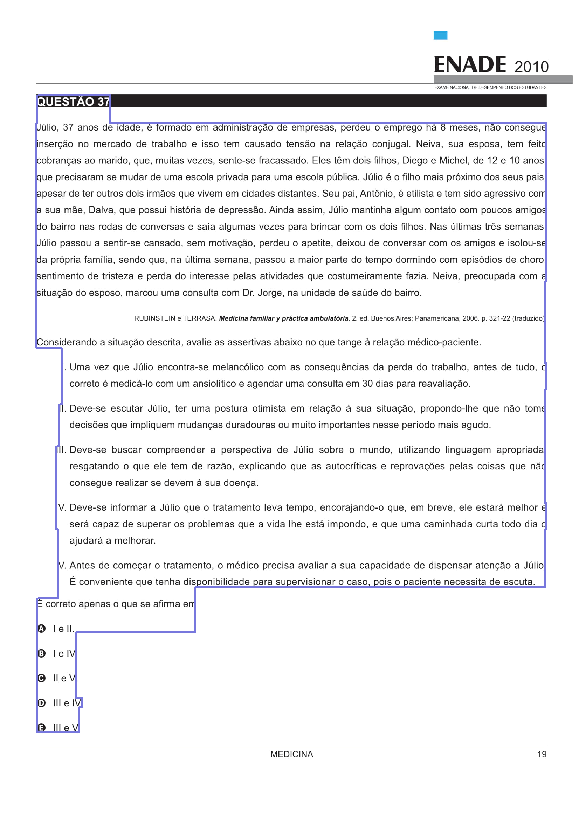 ENADE 2010
EXAME NACIONAL DE DESEMPENHO DOS ESTUDANTES
QUESTÃO 37
Júlio, 37 anos de idade, é formado em administração de empresas, perdeu o emprego há 8 meses, não consegue
inserção no mercado de trabalho e isso tem causado tensão na relação conjugal. Neiva, sua esposa, tem feito
cobranças ao marido, que, muitas vezes, sente-se fracassado. Eles têm dois filhos, Diego e Michel, de 12 e 10 anos
que precisaram se mudar de uma escola privada para uma escola pública. Júlio é o filho mais próximo dos seus pais
apesar de ter outros dois irmãos que vivem em cidades distantes. Seu pai, Antônio, é etilista e tem sido agressivo com
a sua mãe, Dalva, que possui história de depressão. Ainda assim, Júlio mantinha algum contato com poucos amigos
do bairro nas rodas de conversas e saía algumas vezes para brincar com os dois filhos. Nas últimas três semanas
Júlio passou a sentir-se cansado, sem motivação, perdeu o apetite, deixou de conversar com os amigos e isolou-se
da própria família, sendo que, na última semana, passou a maior parte do tempo dormindo com episódios de choro
sentimento de tristeza e perda do interesse pelas atividades que costumeiramente fazia. Neiva, preocupada com a
situação do esposo, marcou uma consulta com Dr. Jorge, na unidade de saúde do bairro.
RUBINSTEIN e TERRASA. Medicina familiar y práctica ambulatória. 2. ed. Buenos Aires: Panamericana, 2006, p. 321-22 (traduzido)
Considerando a situação descrita, avalie as assertivas abaixo no que tange à relação médico-paciente.
I. Uma vez que Júlio encontra-se melancólico com as consequências da perda do trabalho, antes de tudo, o
correto é medicá-lo com um ansiolítico e agendar uma consulta em 30 dias para reavaliação.
II. Deve-se escutar Júlio, ter uma postura otimista em relação à sua situação, propondo-lhe que não tome
decisões que impliquem mudanças duradouras ou muito importantes nesse período mais agudo.
III. Deve-se buscar compreender a perspectiva de Júlio sobre o mundo, utilizando linguagem apropriada
resgatando o que ele tem de razão, explicando que as autocríticas e reprovações pelas coisas que não
consegue realizar se devem à sua doença.
IV. Deve-se informar a Júlio que o tratamento leva tempo, encorajando-o que, em breve, ele estará melhor e
será capaz de superar os problemas que a vida lhe está impondo, e que uma caminhada curta todo dia o
ajudará a melhorar.
V. Antes de começar o tratamento, o médico precisa avaliar a sua capacidade de dispensar atenção a Júlio
É conveniente que tenha disponibilidade para supervisionar o caso, pois o paciente necessita de escuta.
É correto apenas o que se afirma em
A I e II.
B I e IV
C II e V
D III e IV
E III e V
MEDICINA 19